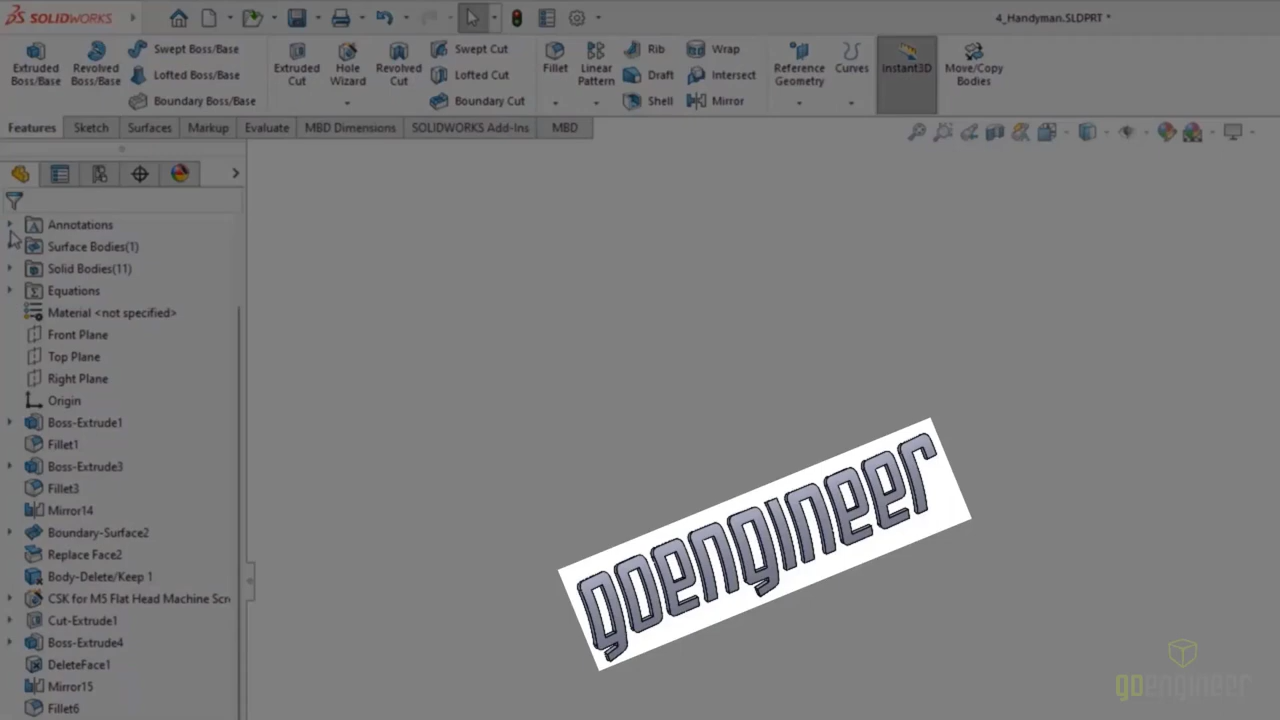 SOLIDWORKS
4_Handyman.SLDPRT *
Extruded Boss/Base
Revolved Boss/Base
Swept Boss/Base
Lofted Boss/Base
Boundary Boss/Base
Extruded Cut
Hole Wizard
Revolved Cut
Swept Cut
Lofted Cut
Boundary Cut
Fillet
Linear Pattern
Rib
Draft
Shell
Wrap
Intersect
Mirror
Reference Geometry
Curves
Instant3D
Move/Copy Bodies
Features
Sketch
Surfaces
Markup
Evaluate
MBD Dimensions
SOLIDWORKS Add-Ins
MBD
Annotations
Surface Bodies(1)
Solid Bodies(11)
Equations
Material <not specified>
Front Plane
Top Plane
Right Plane
Origin
Boss-Extrude1
Fillet1
Boss-Extrude3
Fillet3
Mirror14
Boundary-Surface2
Replace Face2
Body-Delete/Keep 1
CSK for M5 Flat Head Machine Scr
Cut-Extrude1
Boss-Extrude4
DeleteFace1
Mirror15
Fillet6
goengineer
goengineer